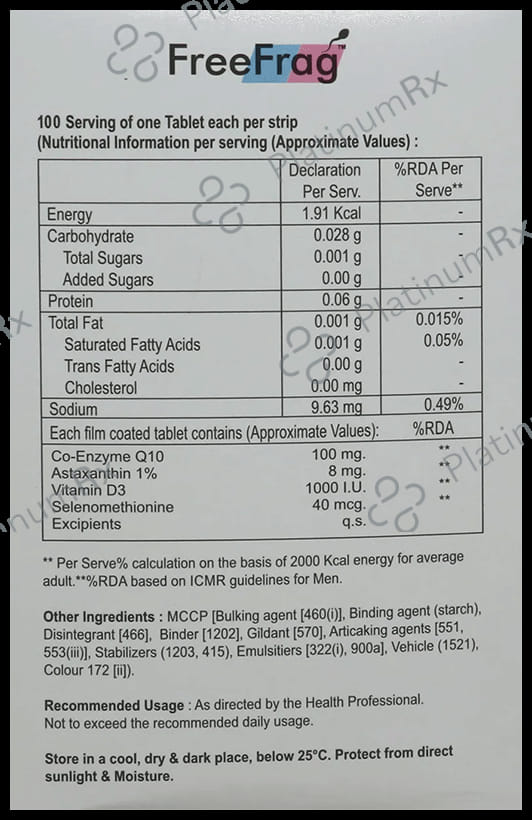 FreeFrag™
100 Serving of one Tablet each per strip
(Nutritional Information per serving (Approximate Values) :
Declaration Per Serv. %RDA Per Serve**
Energy 1.91 Kcal -
Carbohydrate 0.028 g -
Total Sugars 0.001 g -
Added Sugars 0.00 g -
Protein 0.06 g -
Total Fat 0.001 g 0.015%
Saturated Fatty Acids 0.001 g 0.05%
Trans Fatty Acids 0.00 g -
Cholesterol 0.00 mg -
Sodium 9.63 mg 0.49%
Each film coated tablet contains (Approximate Values): %RDA
Co-Enzyme Q10 100 mg. **
Astaxanthin 1% 8 mg. **
Vitamin D3 1000 I.U. **
Selenomethionine 40 mcg. **
Excipients q.s.
** Per Serve% calculation on the basis of 2000 Kcal energy for average
adult.**%RDA based on ICMR guidelines for Men.
Other Ingredients : MCCP [Bulking agent [460(i)], Binding agent (starch),
Disintegrant [466], Binder [1202], Gildant [570], Articaking agents [551,
553(iii)], Stabilizers (1203, 415), Emulsitiers [322(i), 900a], Vehicle (1521),
Colour 172 [ii]).
Recommended Usage : As directed by the Health Professional.
Not to exceed the recommended daily usage.
Store in a cool, dry & dark place, below 25°C. Protect from direct
sunlight & Moisture.
PlatinumRx
PlatinumRx
PlatinumRx
Rx
Platin
inumRx